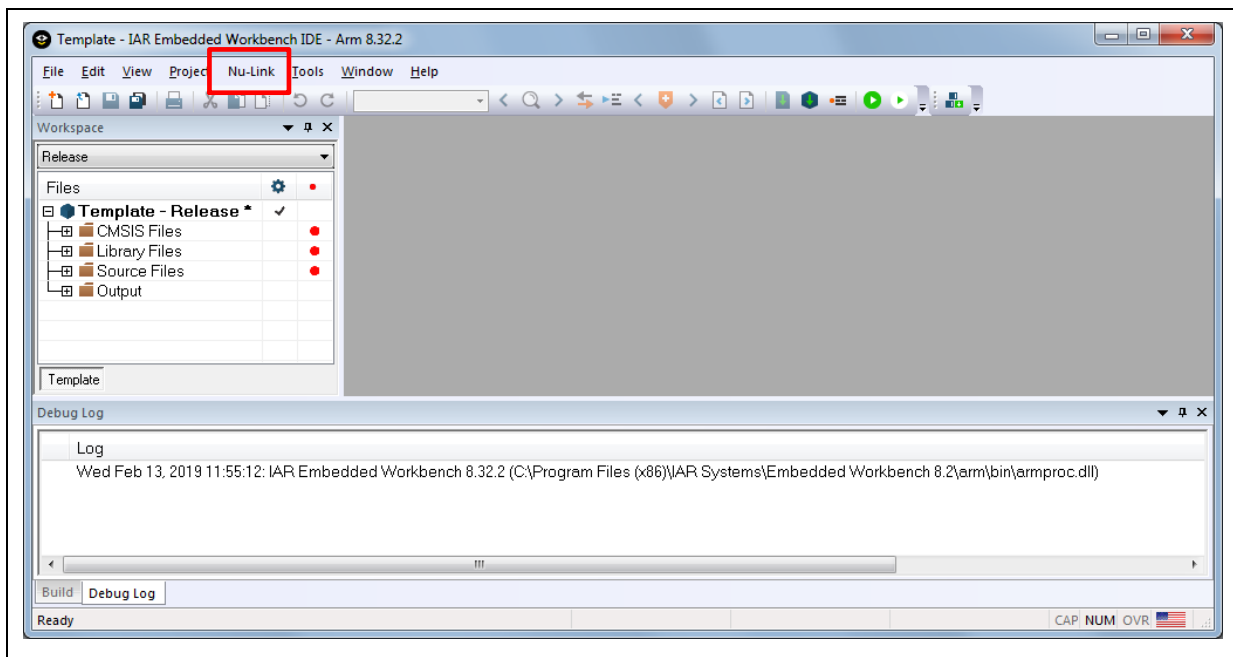 Template - IAR Embedded Workbench IDE - Arm 8.32.2
File Edit View Project Nu-Link Tools Window Help
Workspace
Release
Files
Template - Release *
CMSIS Files
Library Files
Source Files
Output
Template
Debug Log
Log
Wed Feb 13, 2019 11:55:12: IAR Embedded Workbench 8.32.2 (C:\Program Files (x86)\IAR Systems\Embedded Workbench 8.2\arm\bin\armproc.dll)
Build Debug Log
Ready CAP NUM OVR